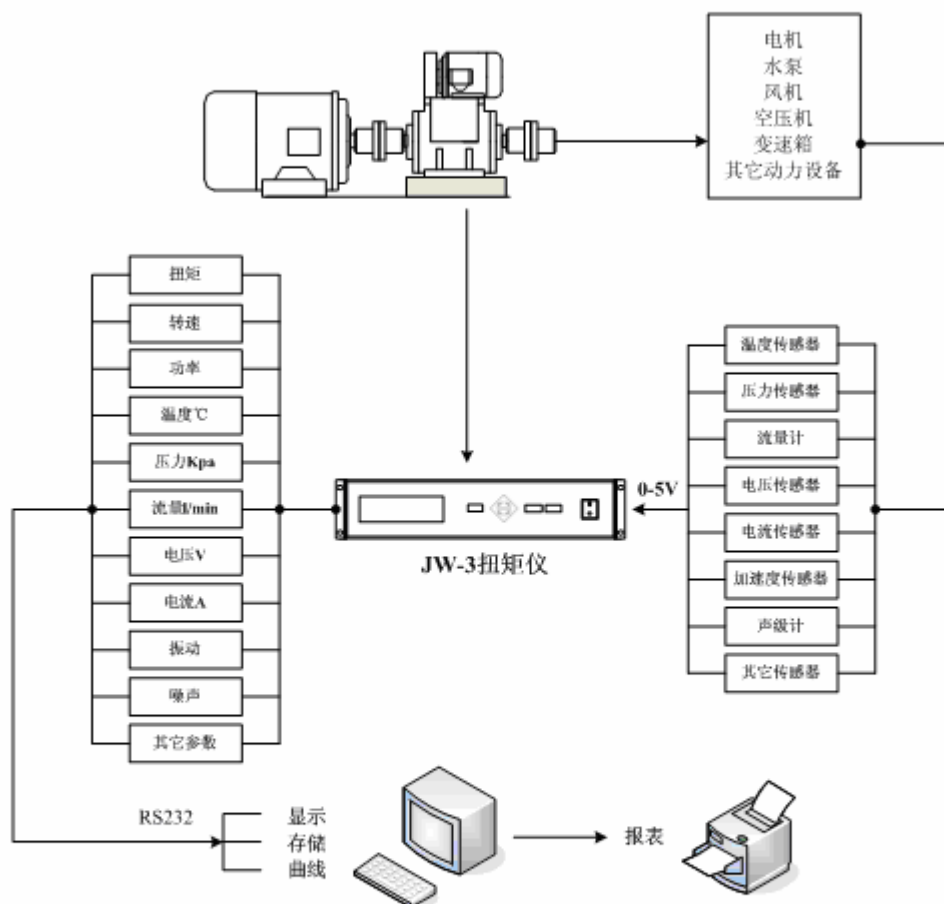 电机
水泵
风机
空压机
变速箱
其它动力设备
扭矩
转速
功率
温度℃
压力Kpa
流量l/min
电压V
电流A
振动
噪声
其它参数
0-5V
JW-3扭矩仪
温度传感器
压力传感器
流量计
电压传感器
电流传感器
加速度传感器
声级计
其它传感器
RS232
显示
存储
曲线
报表